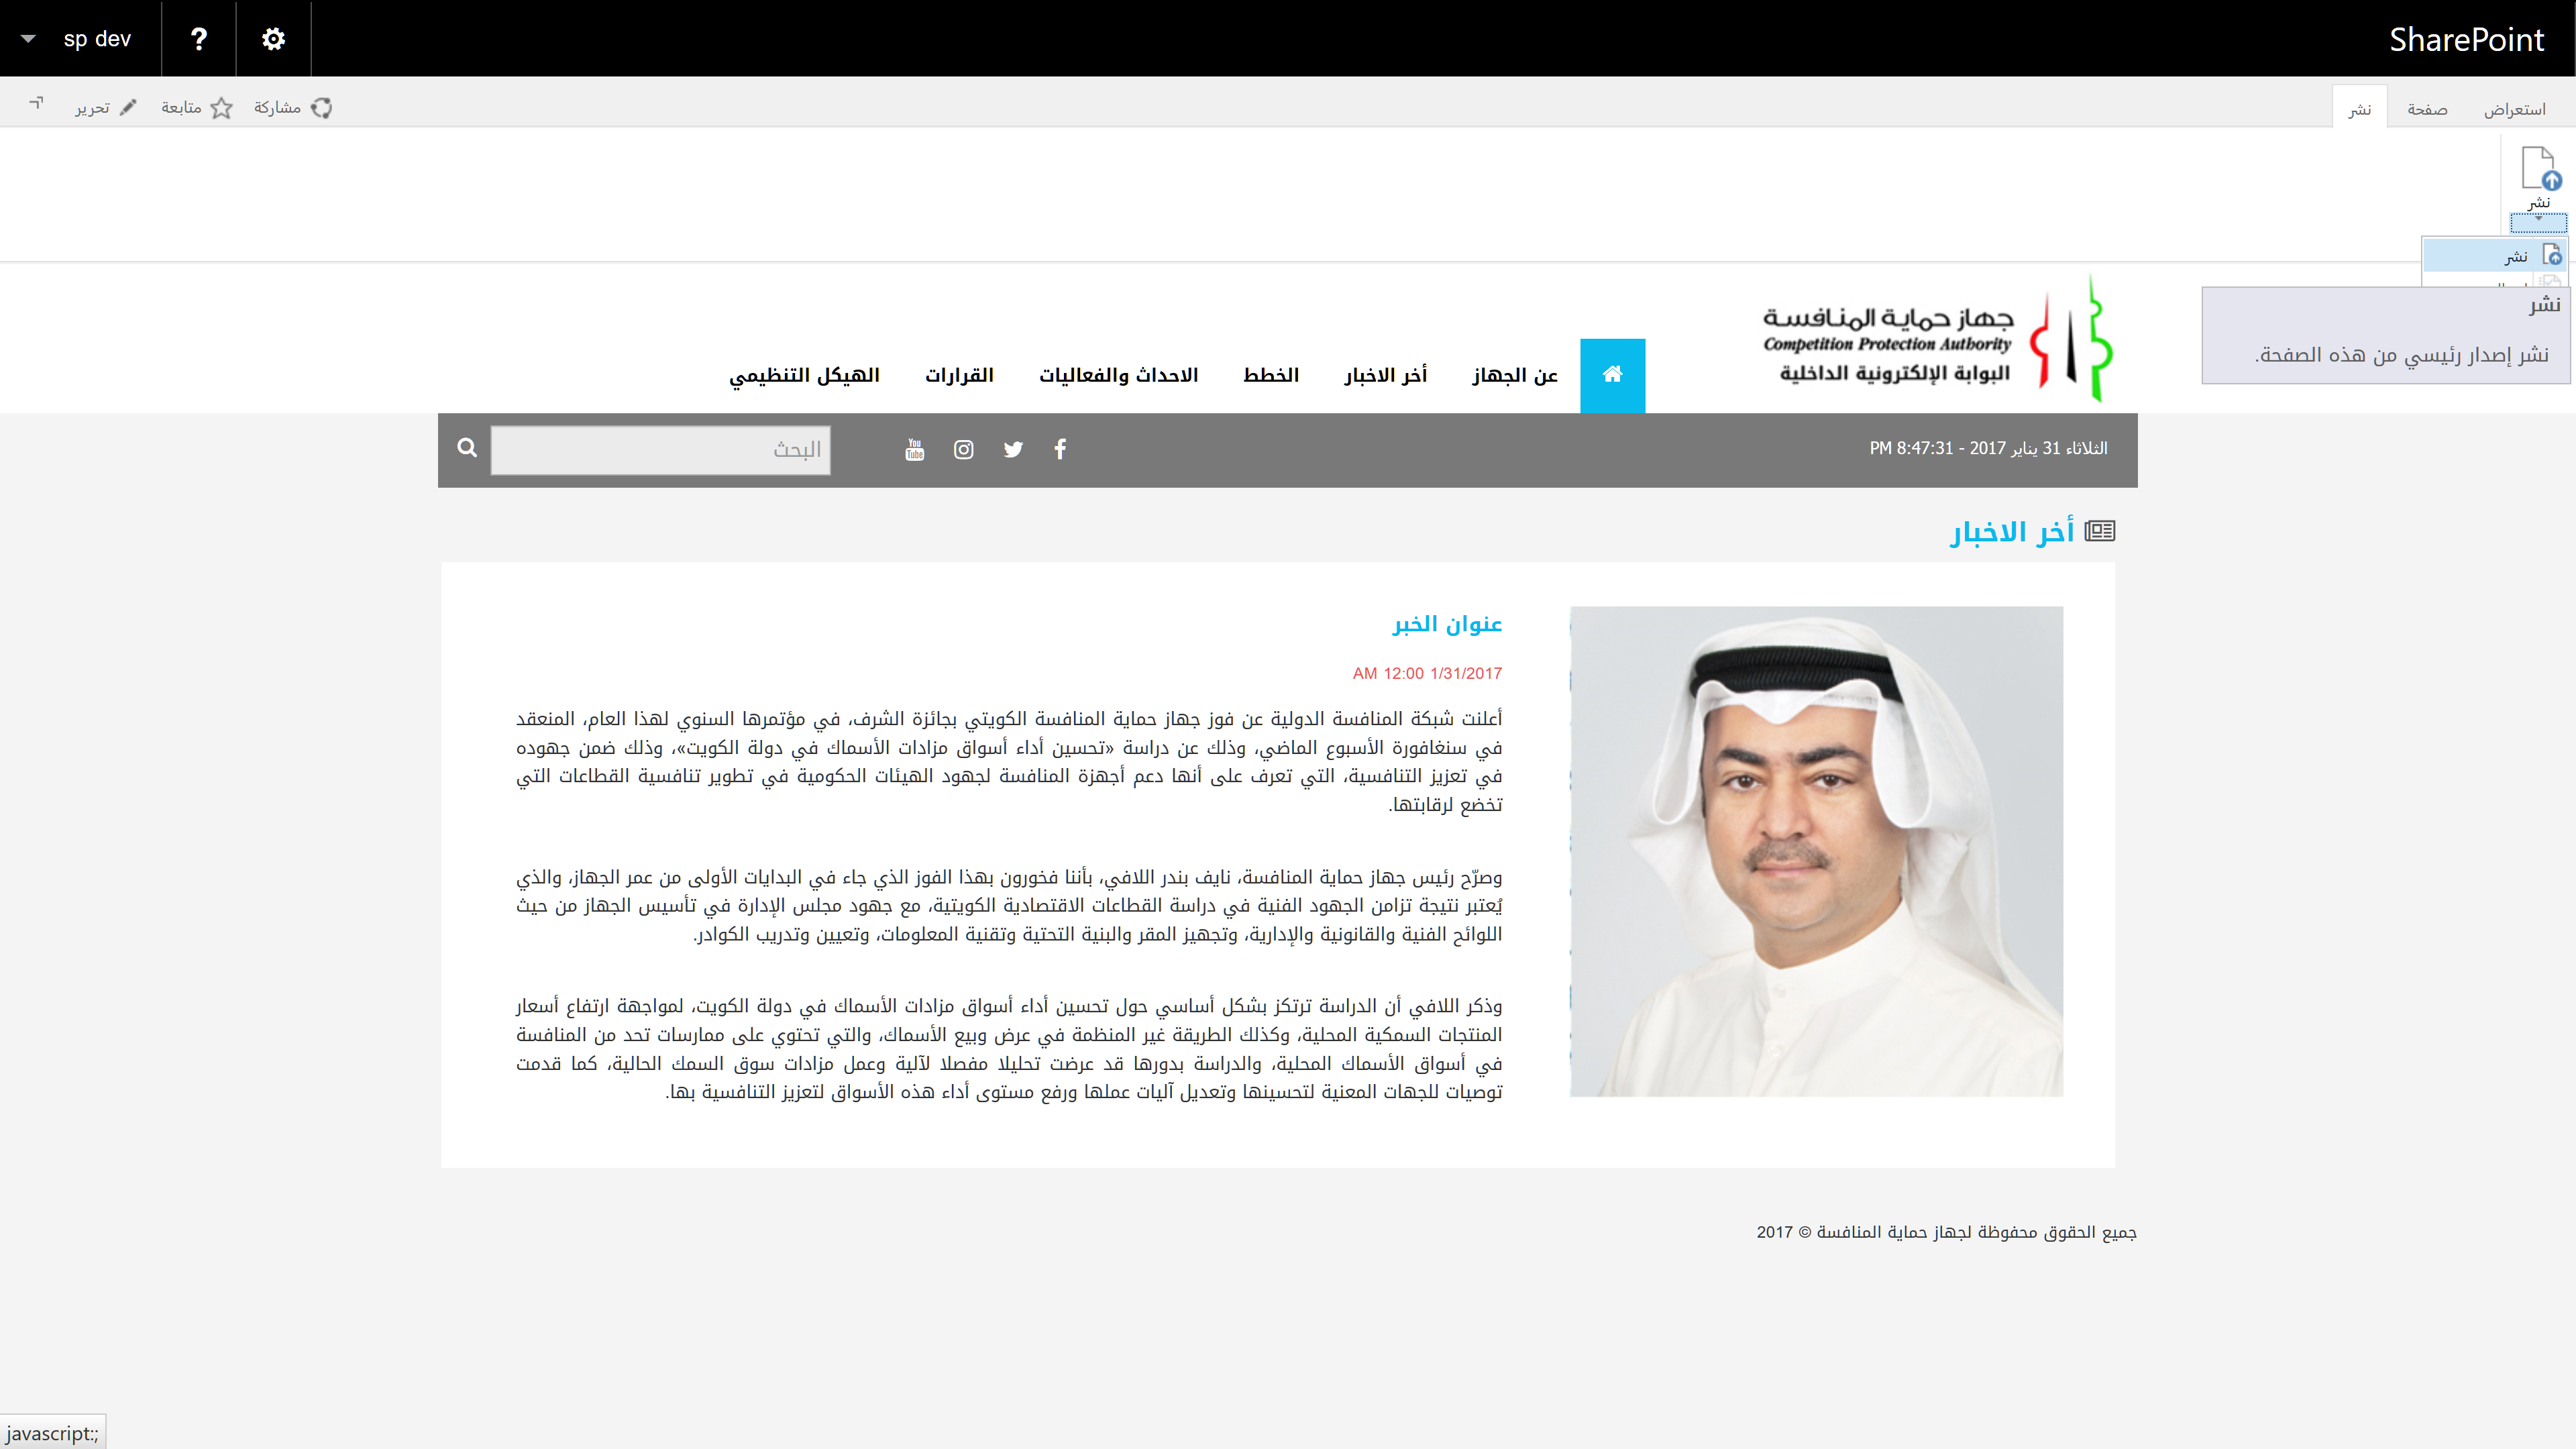 SharePoint
sp dev
?
استعراض
صفحة
نشر
مشاركة
متابعة
تحرير
نشر
نشر
نشر
نشر إصدار رئيسي من هذه الصفحة.
جهاز حماية المنافسة
Competition Protection Authority
البوابة الإلكترونية الداخلية
عن الجهاز
أخر الاخبار
الخطط
الاحداث والفعاليات
القرارات
الهيكل التنظيمي
الثلاثاء 31 يناير 2017 - 8:47:31 PM
You Tube
البحث
أخر الاخبار
عنوان الخبر
1/31/2017 12:00 AM
أعلنت شبكة المنافسة الدولية عن فوز جهاز حماية المنافسة الكويتي بجائزة الشرف، في مؤتمرها السنوي لهذا العام، المنعقد
في سنغافورة الأسبوع الماضي، وذلك عن دراسة «تحسين أداء أسواق مزادات الأسماك في دولة الكويت»، وذلك ضمن جهوده
في تعزيز التنافسية، التي تعرف على أنها دعم أجهزة المنافسة لجهود الهيئات الحكومية في تطوير تنافسية القطاعات التي
تخضع لرقابتها.
وصرّح رئيس جهاز حماية المنافسة، نايف بندر اللافي، بأننا فخورون بهذا الفوز الذي جاء في البدايات الأولى من عمر الجهاز، والذي
يُعتبر نتيجة تزامن الجهود الفنية في دراسة القطاعات الاقتصادية الكويتية، مع جهود مجلس الإدارة في تأسيس الجهاز من حيث
اللوائح الفنية والقانونية والإدارية، وتجهيز المقر والبنية التحتية وتقنية المعلومات، وتعيين وتدريب الكوادر.
وذكر اللافي أن الدراسة ترتكز بشكل أساسي حول تحسين أداء أسواق مزادات الأسماك في دولة الكويت، لمواجهة ارتفاع أسعار
المنتجات السمكية المحلية، وكذلك الطريقة غير المنظمة في عرض وبيع الأسماك، والتي تحتوي على ممارسات تحد من المنافسة
في أسواق الأسماك المحلية، والدراسة بدورها قد عرضت تحليلا مفصلا لآلية وعمل مزادات سوق السمك الحالية، كما قدمت
توصيات للجهات المعنية لتحسينها وتعديل آليات عملها ورفع مستوى أداء هذه الأسواق لتعزيز التنافسية بها.
جميع الحقوق محفوظة لجهاز حماية المنافسة © 2017
javascript:;